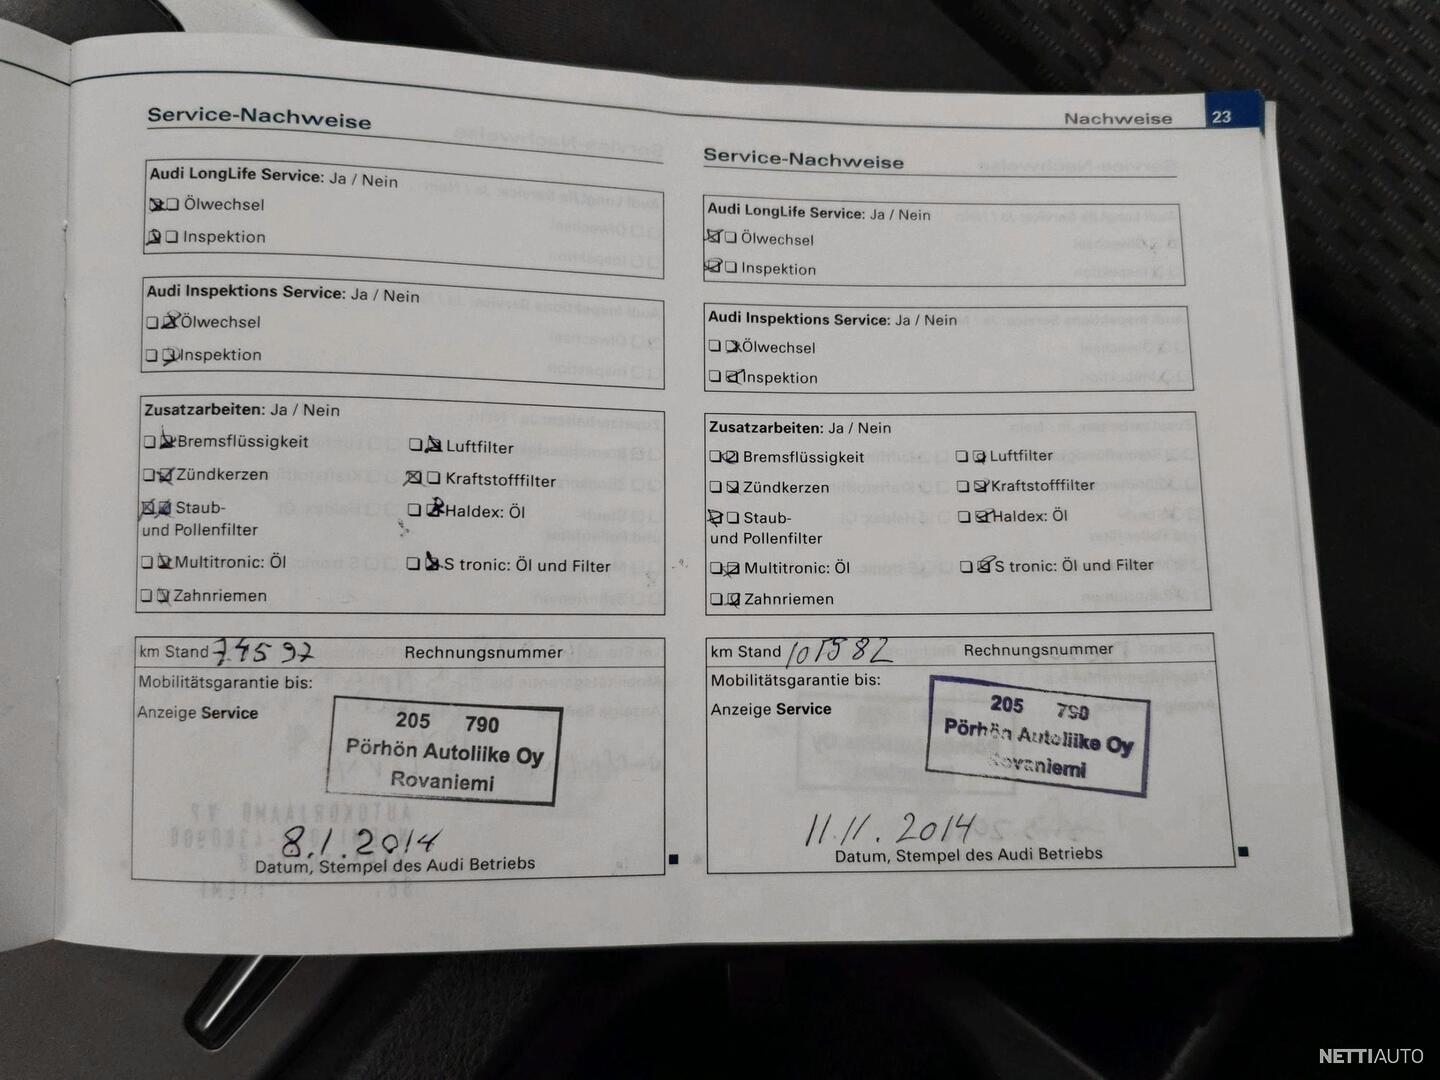 Nachweise 23
Service-Nachweise
Audi LongLife Service: Ja / Nein
Ölwechsel
Inspektion
Audi Inspektions Service: Ja / Nein
Ölwechsel
Inspektion
Zusatzarbeiten: Ja / Nein
Bremsflüssigkeit Luftfilter
Zündkerzen Kraftstofffilter
Staub- Haldex: Öl
und Pollenfilter
Multitronic: Öl S tronic: Öl und Filter
Zahnriemen
km Stand 74597 Rechnungsnummer
Mobilitätsgarantie bis:
Anzeige Service
205 790
Pörhön Autoliike Oy
Rovaniemi
8.1.2014
Datum, Stempel des Audi Betriebs
Service-Nachweise
Audi LongLife Service: Ja / Nein
Ölwechsel
Inspektion
Audi Inspektions Service: Ja / Nein
Ölwechsel
Inspektion
Zusatzarbeiten: Ja / Nein
Bremsflüssigkeit Luftfilter
Zündkerzen Kraftstofffilter
Staub- Haldex: Öl
und Pollenfilter
Multitronic: Öl S tronic: Öl und Filter
Zahnriemen
km Stand 101582 Rechnungsnummer
Mobilitätsgarantie bis:
Anzeige Service
205 790
Pörhön Autoliike Oy
Rovaniemi
11.11.2014
Datum, Stempel des Audi Betriebs
NETTIAUTO